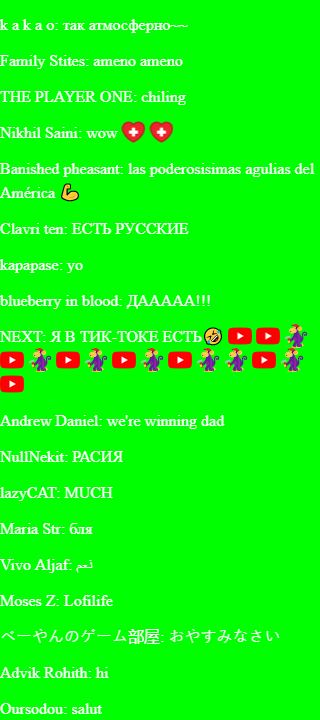 k a k a o: так атмосферно~~
Family Stites: ameno ameno
THE PLAYER ONE: chiling
Nikhil Saini: wow
Banished pheasant: las poderosisimas agulias del
América 💪
Clavri ten: ЕСТЬ РУССКИЕ
kapapase: yo
blueberry in blood: ДААААА!!!
NEXT: Я В ТИК-ТОКЕ ЕСТЬ🤣
Andrew Daniel: we're winning dad
NullNekit: РАСИЯ
lazyCAT: MUCH
Maria Str: бля
Vivo Aljaf:
Moses Z: Lofilife
べーやんのゲーム部屋: おやすみなさい
Advik Rohith: hi
Oursodou: salut